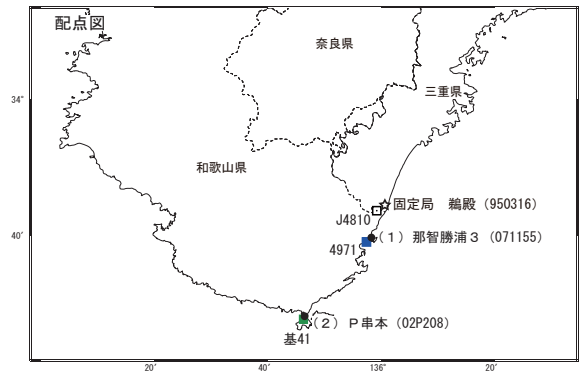 配点図
奈良県
三重県
34°
和歌山県
固定局　鵜殿（950316）
J4810
40′
（１）那智勝浦３（071155）
4971
（２）Ｐ串本（02P208）
基41
20′
40′
136°
20′